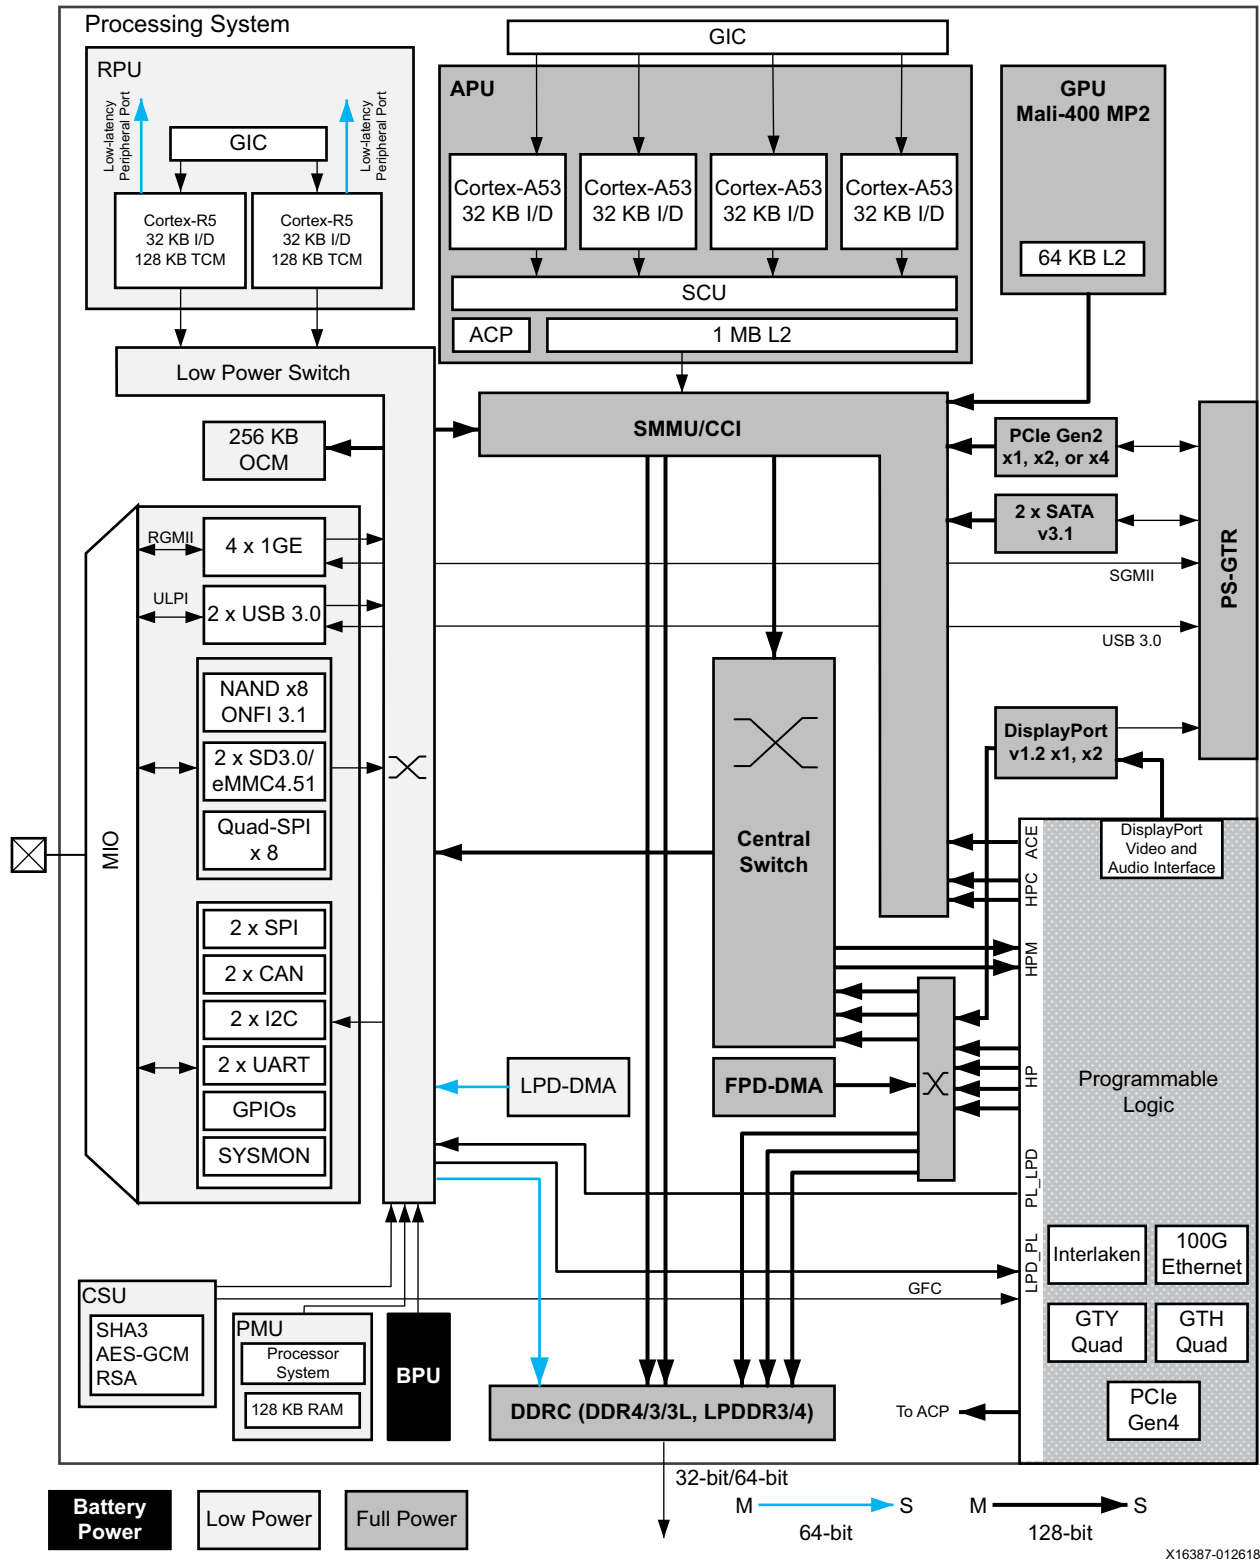 Processing System
RPU
Low-latency
Peripheral Port
Low-latency
Peripheral Port
GIC
Cortex-R5
32 KB I/D
128 KB TCM
Cortex-R5
32 KB I/D
128 KB TCM
GIC
APU
Cortex-A53
32 KB I/D
Cortex-A53
32 KB I/D
Cortex-A53
32 KB I/D
Cortex-A53
32 KB I/D
SCU
ACP
1 MB L2
GPU
Mali-400 MP2
64 KB L2
Low Power Switch
256 KB
OCM
SMMU/CCI
PCIe Gen2
x1, x2, or x4
2 x SATA
v3.1
PS-GTR
SGMII
USB 3.0
RGMII
4 x 1GE
ULPI
2 x USB 3.0
NAND x8
ONFI 3.1
2 x SD3.0/
eMMC4.51
Quad-SPI
x 8
MIO
2 x SPI
2 x CAN
2 x I2C
2 x UART
GPIOs
SYSMON
Central
Switch
DisplayPort
v1.2 x1, x2
DisplayPort
Video and
Audio Interface
ACE
HPC
HPM
HP
PL_LPD
LPD_PL
Programmable
Logic
LPD-DMA
FPD-DMA
Interlaken
100G
Ethernet
GTY
Quad
GTH
Quad
PCIe
Gen4
GFC
To ACP
CSU
SHA3
AES-GCM
RSA
PMU
Processor
System
128 KB RAM
BPU
DDRC (DDR4/3/3L, LPDDR3/4)
32-bit/64-bit
Battery
Power
Low Power
Full Power
M
S
64-bit
M
S
128-bit
X16387-012618